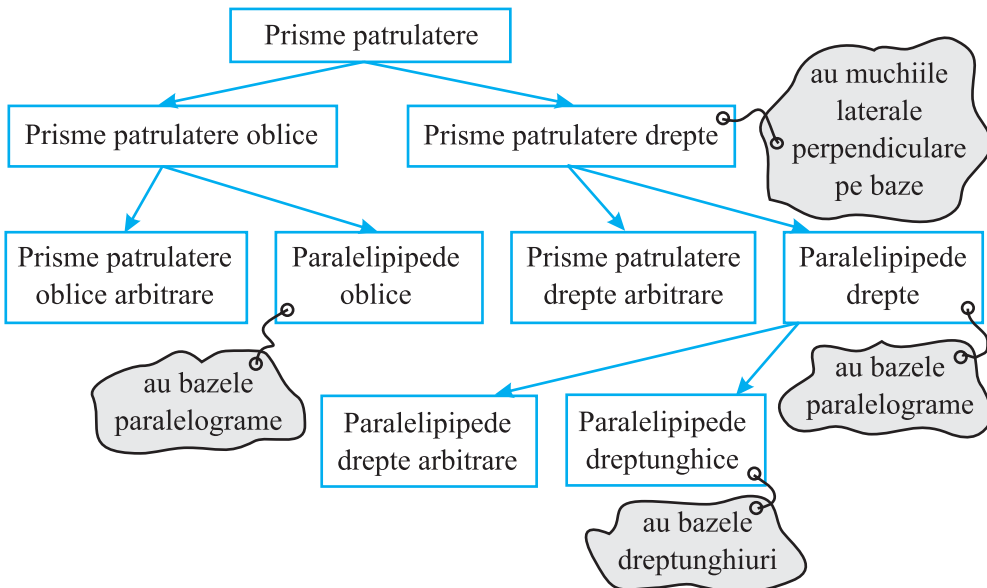 Prisme patrulatere
au muchiile
laterale
perpendiculare
pe baze
Prisme patrulatere oblice
Prisme patrulatere drepte
Prisme patrulatere
oblice arbitrare
Paralelipipede
oblice
Prisme patrulatere
drepte arbitrare
Paralelipipede
drepte
au bazele
paralelograme
Paralelipipede
drepte arbitrare
Paralelipipede
dreptunghice
au bazele
paralelograme
au bazele
dreptunghiuri